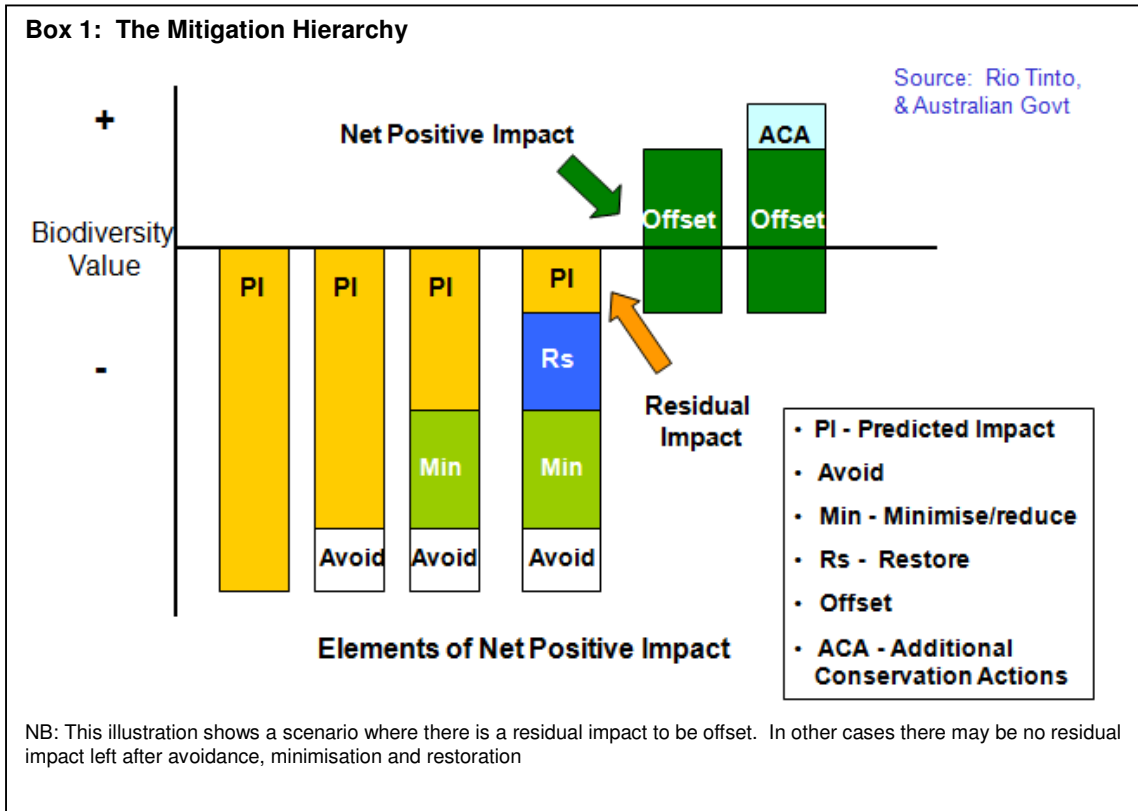 Box 1: The Mitigation Hierarchy
Source: Rio Tinto,
& Australian Govt
+
Net Positive Impact
ACA
Offset
Offset
Biodiversity
Value
-
PI
PI
PI
PI
Rs
Min
Min
Avoid
Avoid
Avoid
Residual
Impact
• PI - Predicted Impact
• Avoid
• Min - Minimise/reduce
• Rs - Restore
• Offset
• ACA - Additional
Conservation Actions
Elements of Net Positive Impact
NB: This illustration shows a scenario where there is a residual impact to be offset. In other cases there may be no residual
impact left after avoidance, minimisation and restoration